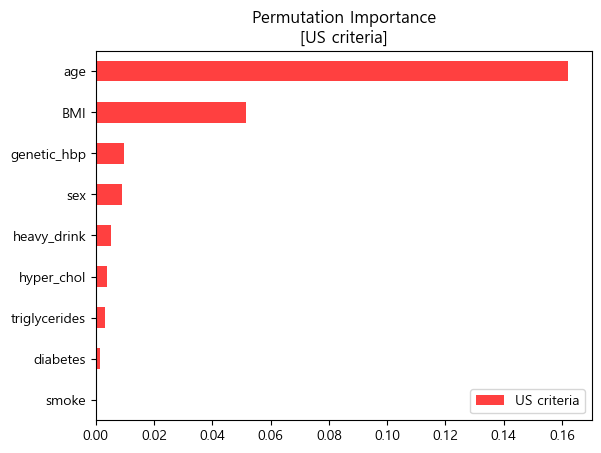 Permutation Importance
[US criteria]
age
BMI
genetic_hbp
sex
heavy_drink
hyper_chol
triglycerides
diabetes
smoke
US criteria
0.00 0.02 0.04 0.06 0.08 0.10 0.12 0.14 0.16